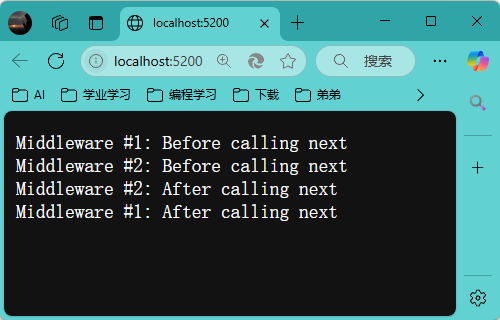 localhost:5200
localhost:5200
搜索
AI
学业学习
编程学习
下载
弟弟
Middleware #1: Before calling next
Middleware #2: Before calling next
Middleware #2: After calling next
Middleware #1: After calling next